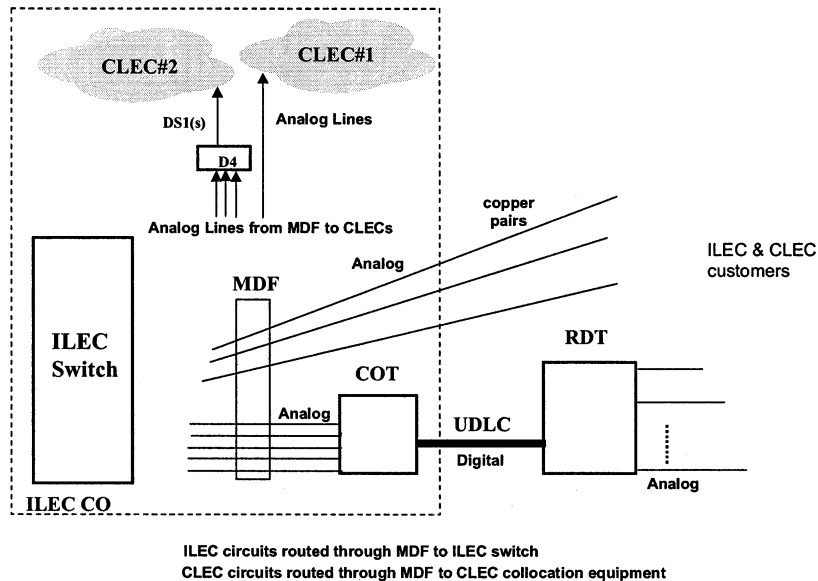 CLEC#2
CLEC#1
DS1(s)
Analog Lines
D4
Analog Lines from MDF to CLECs
copper
pairs
Analog
ILEC & CLEC
customers
MDF
ILEC
Switch
RDT
COT
Analog
UDLC
Digital
Analog
ILEC CO
ILEC circuits routed through MDF to ILEC switch
CLEC circuits routed through MDF to CLEC collocation equipment